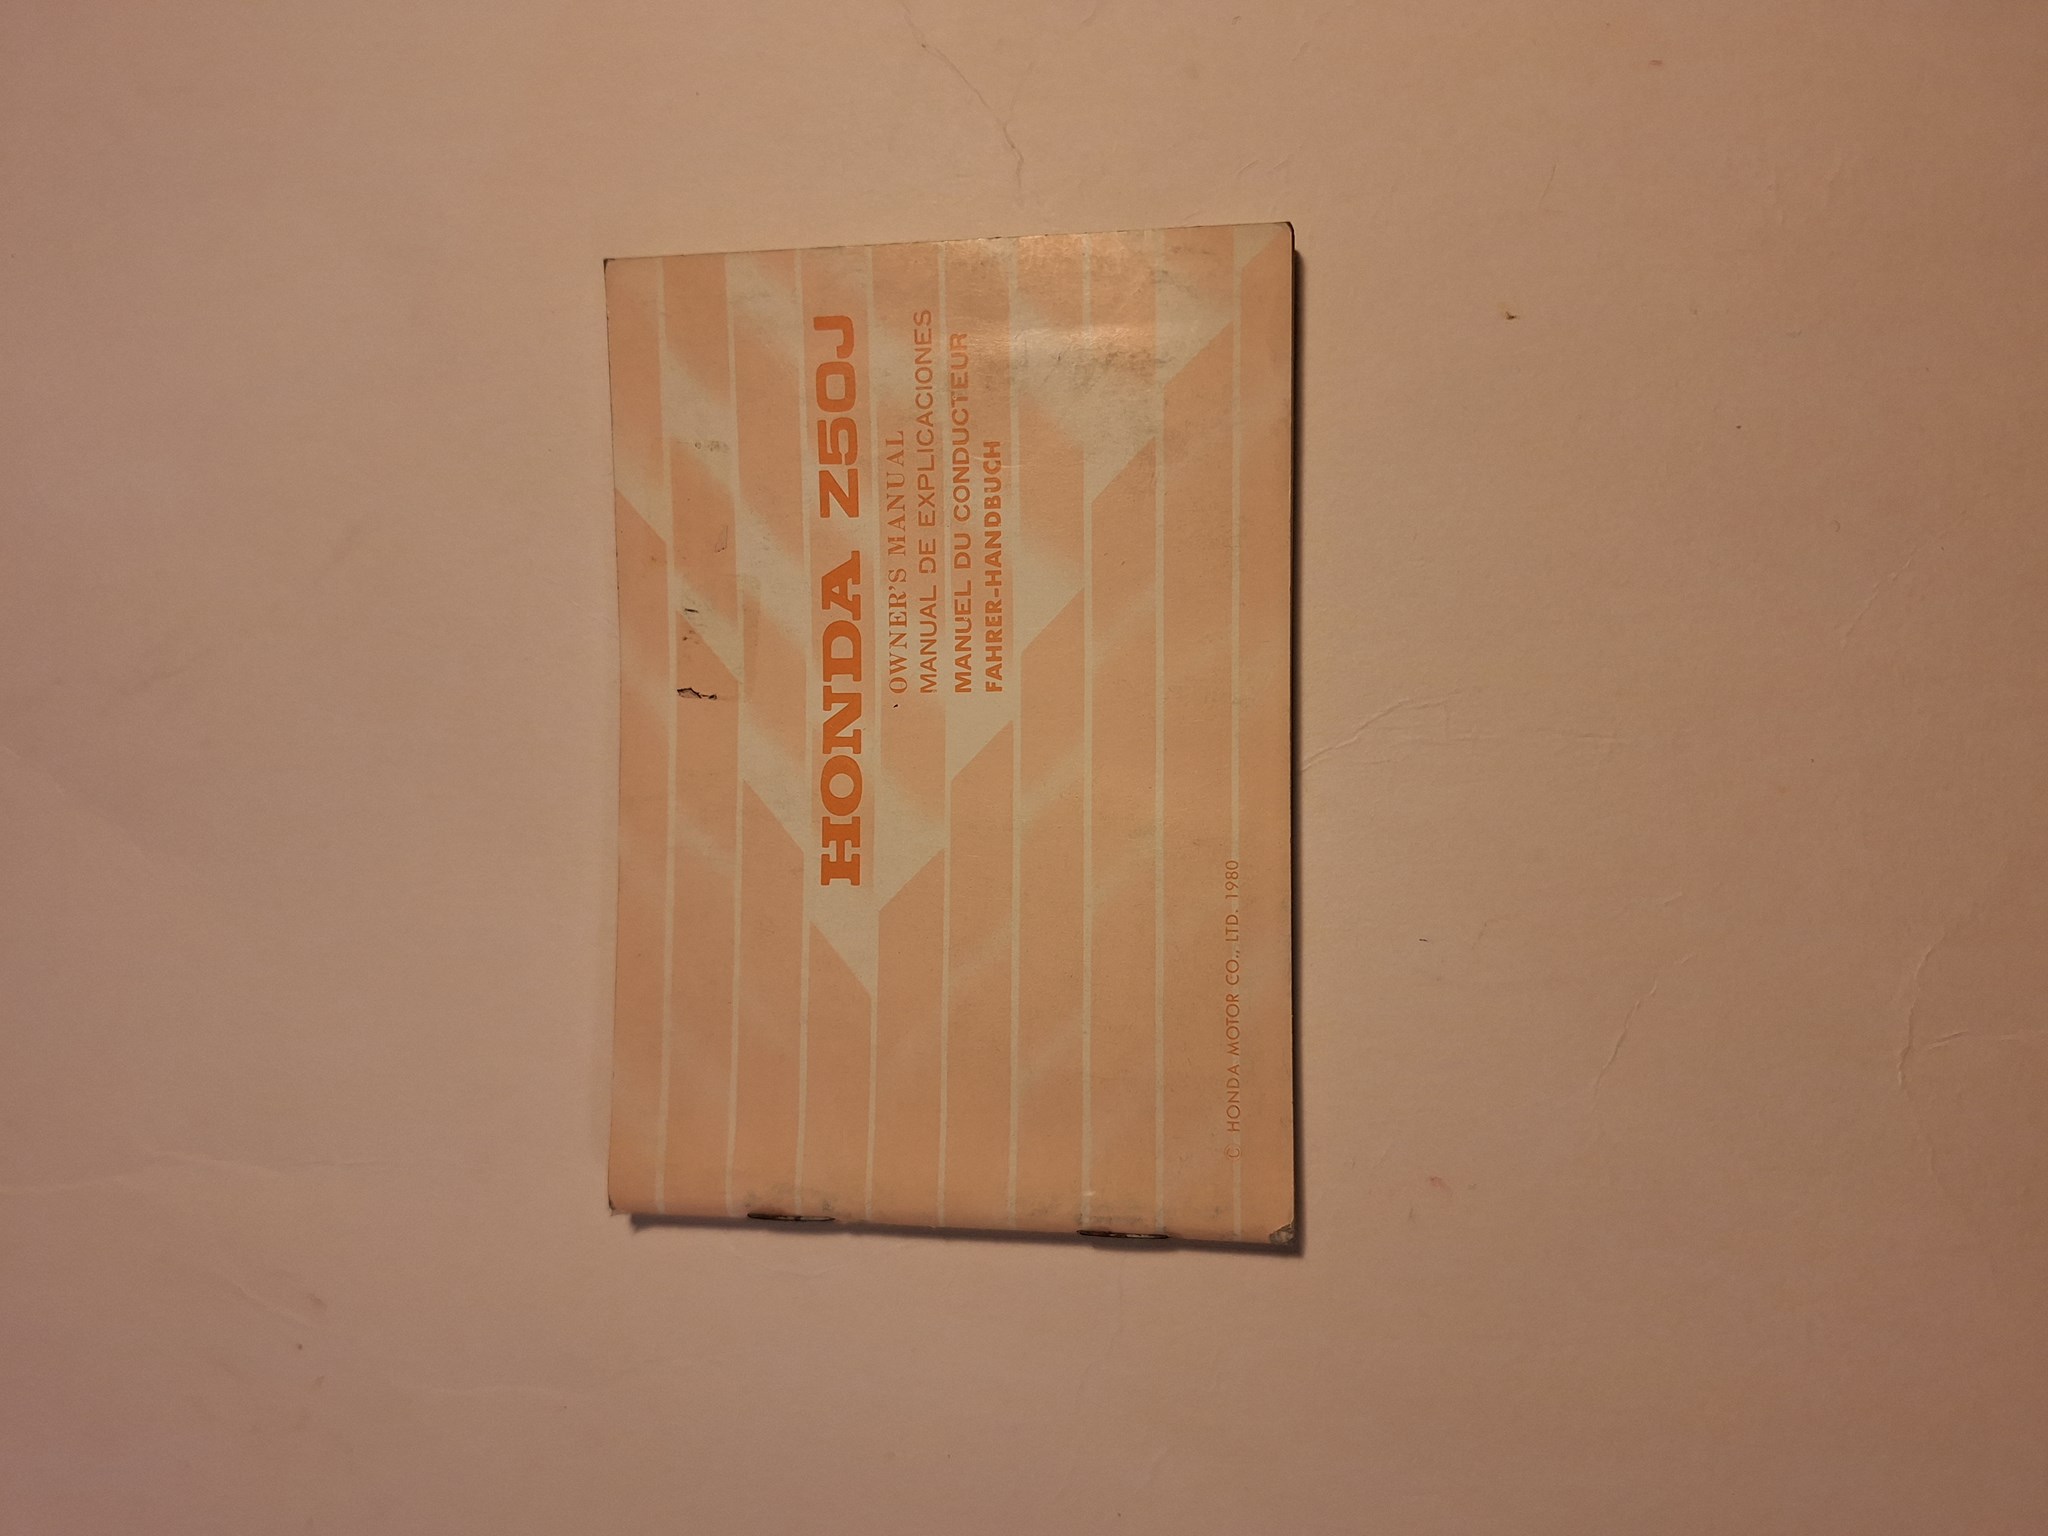 HONDA Z50J
OWNER'S MANUAL
MANUAL DE EXPLICACIONES
MANUEL DU CONDUCTEUR
FAHRER-HANDBUCH
© HONDA MOTOR CO., LTD. 1980